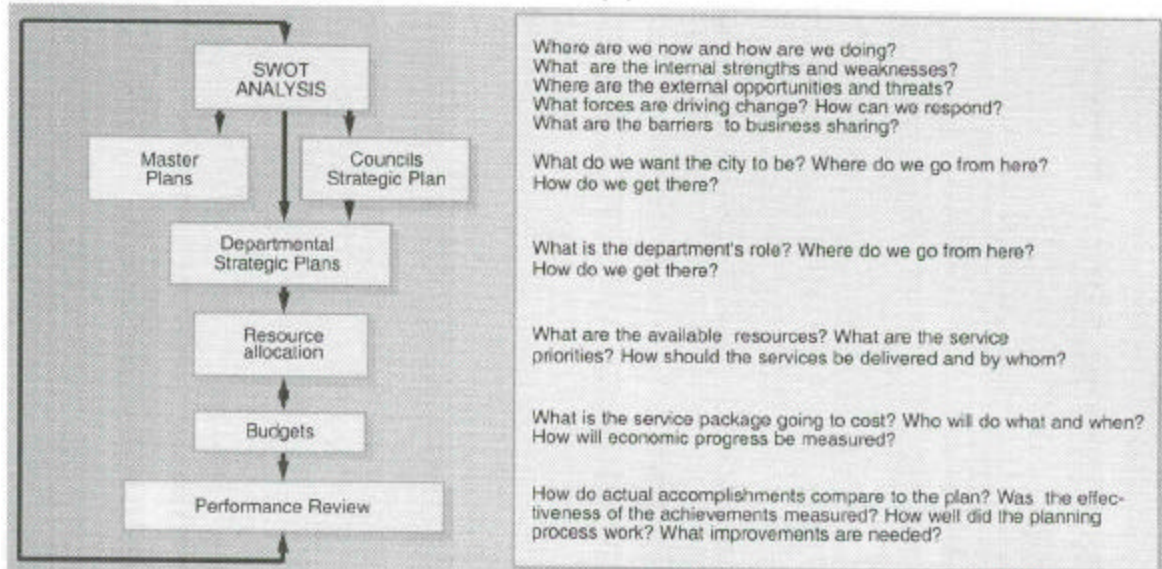 SWOT
ANALYSIS
Master
Plans
Councils
Strategic Plan
Departmental
Strategic Plans
Resource
allocation
Budgets
Performance Review
Where are we now and how are we doing?
What are the internal strengths and weaknesses?
Where are the external opportunities and threats?
What forces are driving change? How can we respond?
What are the barriers to business sharing?
What do we want the city to be? Where do we go from here?
How do we get there?
What is the department's role? Where do we go from here?
How do we get there?
What are the available resources? What are the service
priorities? How should the services be delivered and by whom?
What is the service package going to cost? Who will do what and when?
How will economic progress be measured?
How do actual accomplishments compare to the plan? Was the effec-
tiveness of the achievements measured? How well did the planning
process work? What improvements are needed?